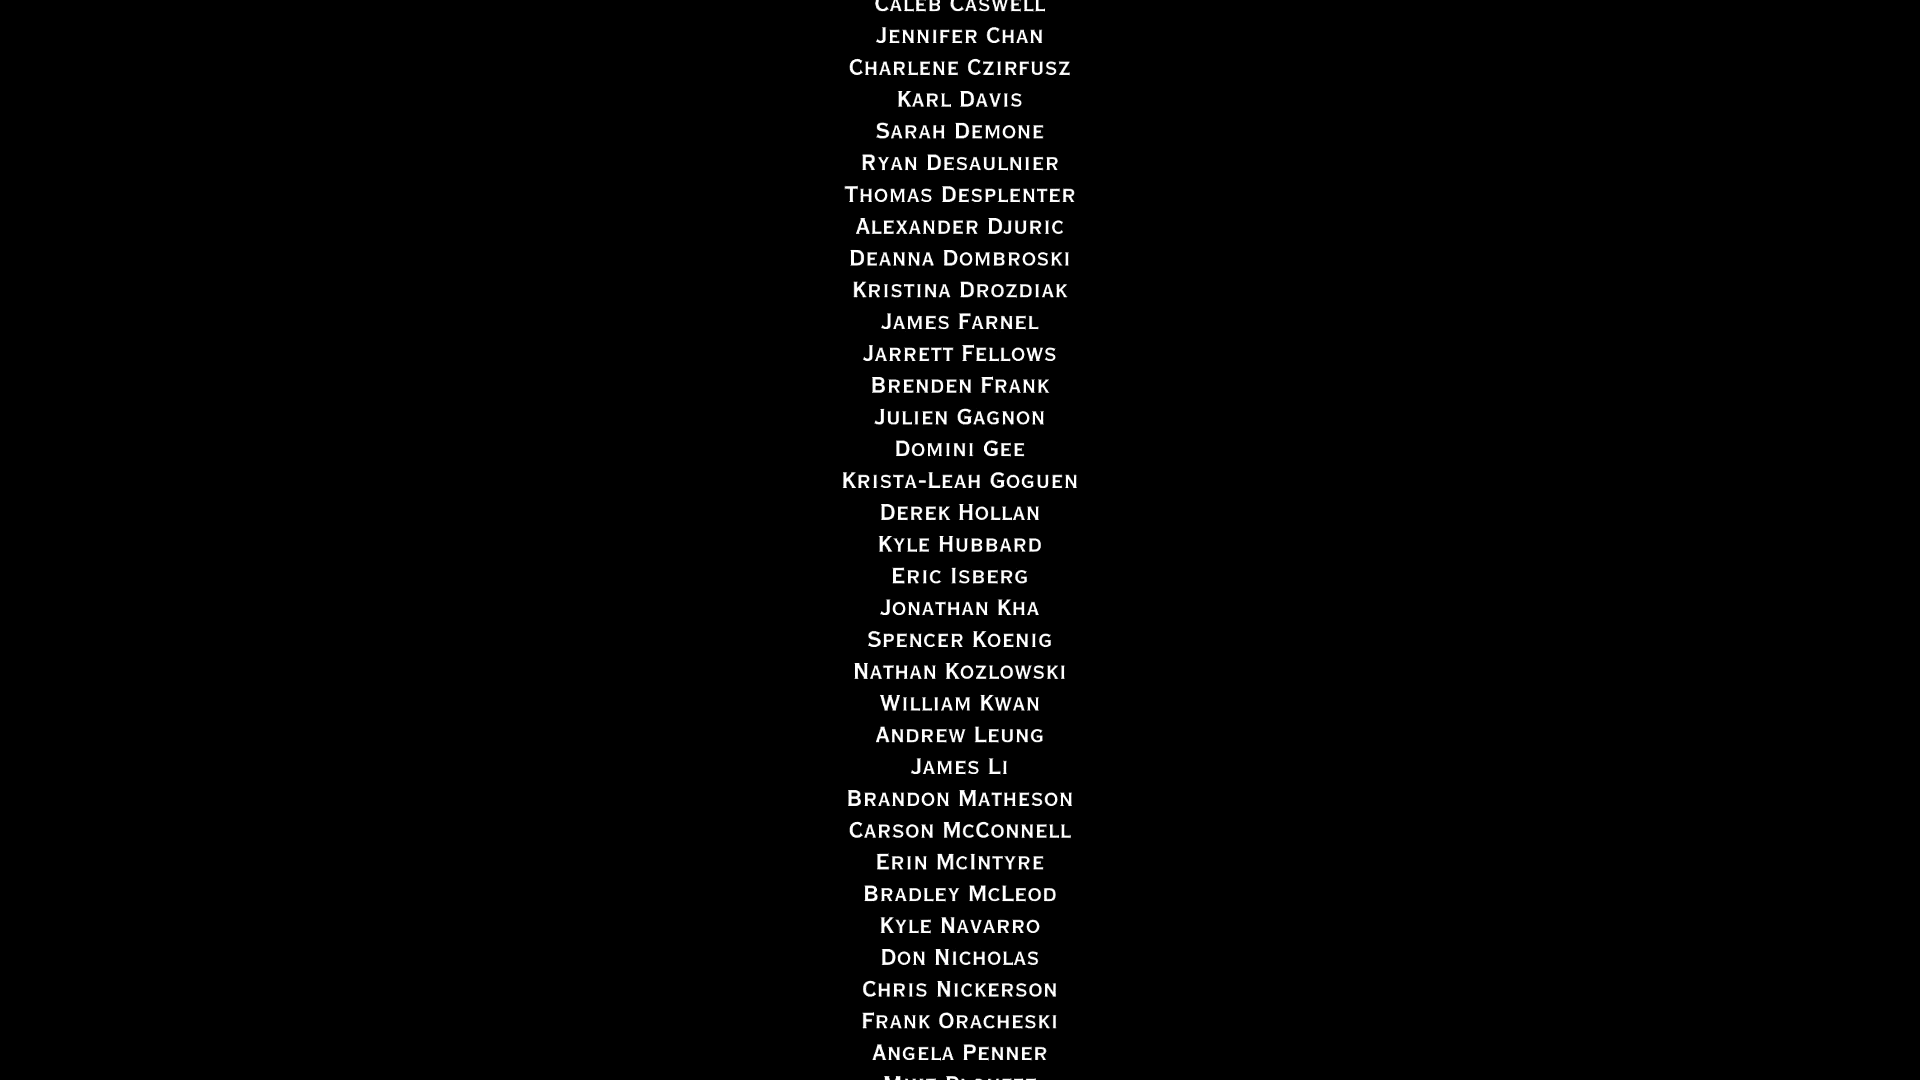 Caleb Caswell
Jennifer Chan
Charlene Czirfusz
Karl Davis
Sarah Demone
Ryan Desaulnier
Thomas Desplenter
Alexander Djuric
Deanna Dombroski
Kristina Drozdiak
James Farnel
Jarrett Fellows
Brenden Frank
Julien Gagnon
Domini Gee
Krista-Leah Goguen
Derek Hollan
Kyle Hubbard
Eric Isberg
Jonathan Kha
Spencer Koenig
Nathan Kozlowski
William Kwan
Andrew Leung
James Li
Brandon Matheson
Carson McConnell
Erin McIntyre
Bradley McLeod
Kyle Navarro
Don Nicholas
Chris Nickerson
Frank Oracheski
Angela Penner